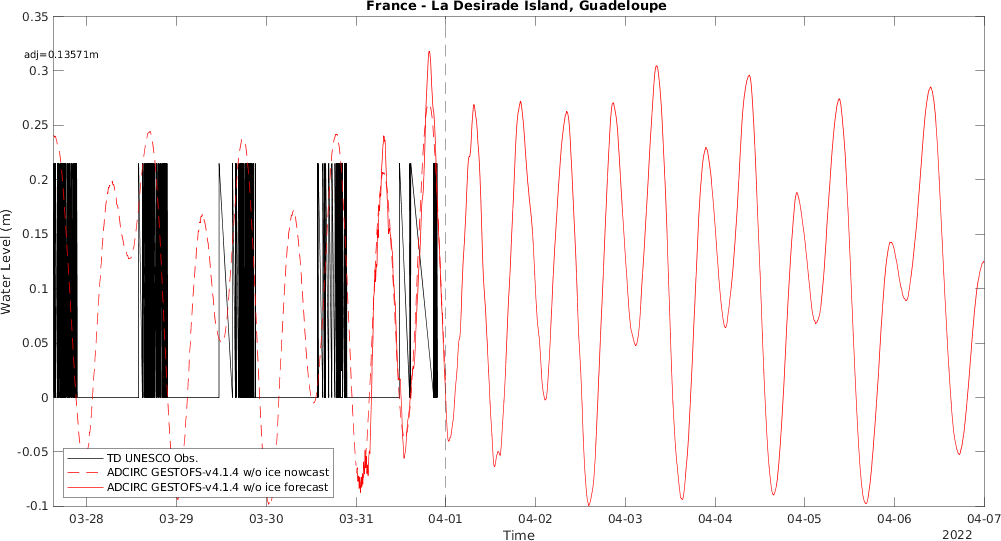 France - La Desirade Island, Guadeloupe
adj=0.13571m
0.35
0.3
0.25
0.2
0.15
0.1
0.05
0
-0.05
-0.1
Water Level (m)
TD UNESCO Obs.
ADCIRC GESTOFS-v4.1.4 w/o ice nowcast
ADCIRC GESTOFS-v4.1.4 w/o ice forecast
03-28 03-29 03-30 03-31 04-01 04-02 04-03 04-04 04-05 04-06 04-07
Time
2022